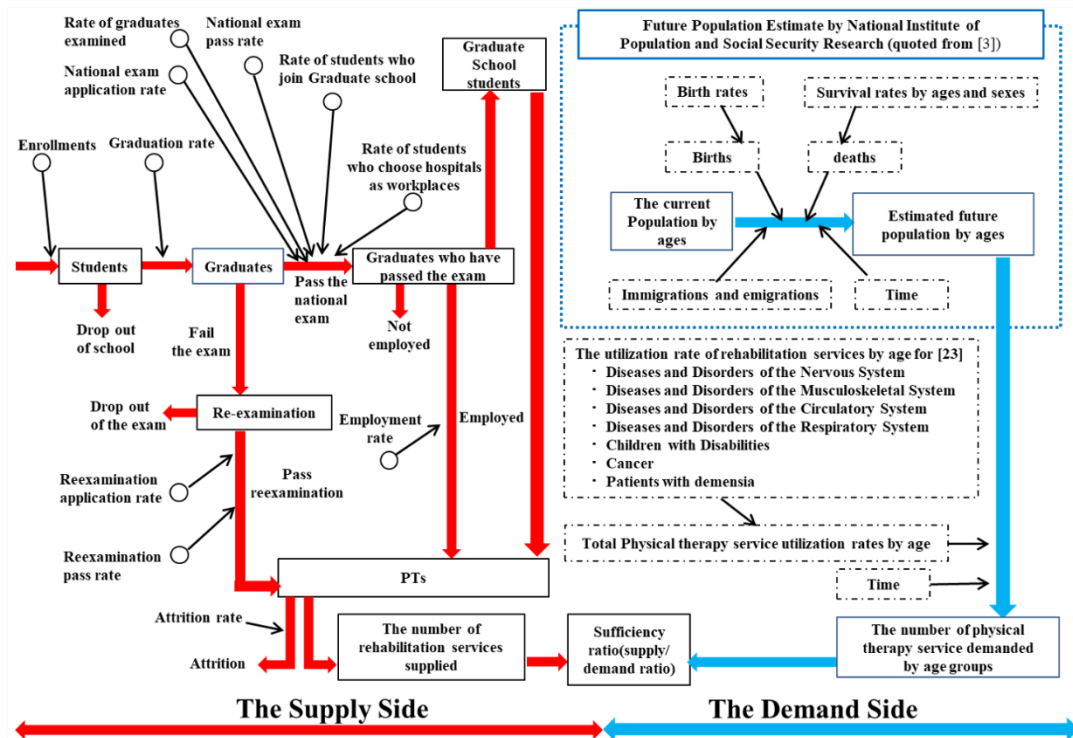 Rate of graduates
examined
National exam
application rate
National
exam
pass rate
Rate of students who
join Graduate school
Graduate
School
students
Enrollments
Graduation rate
Rate of students
who choose hospitals
as workplaces
Students
Graduates
Pass the
national
exam
Graduates who have
passed the exam
Drop out
of school
Fail
the exam
Not
employed
Drop out
of the exam
Re-examination
Employment
rate
Employed
Reexamination
application rate
Pass
reexamination
Reexamination
pass rate
PTs
Attrition rate
Attrition
The number of
rehabilitation services
supplied
Sufficiency
ratio(supply/
demand ratio)
The Supply Side
Future Population Estimate by National Institute of
Population and Social Security Research (quoted from [3])
Birth rates
Survival rates by ages and sexes
Births
deaths
The current
Population by
ages
Estimated future
population by ages
Immigrations and emigrations
Time
The utilization rate of rehabilitation services by age for [23]
・ Diseases and Disorders of the Nervous System
・ Diseases and Disorders of the Musculoskeletal System
・ Diseases and Disorders of the Circulatory System
・ Diseases and Disorders of the Respiratory System
・ Children with Disabilities
・ Cancer
・ Patients with demensia
Total Physical therapy service utilization rates by age
Time
The number of physical
therapy service demanded
by age groups
The Demand Side